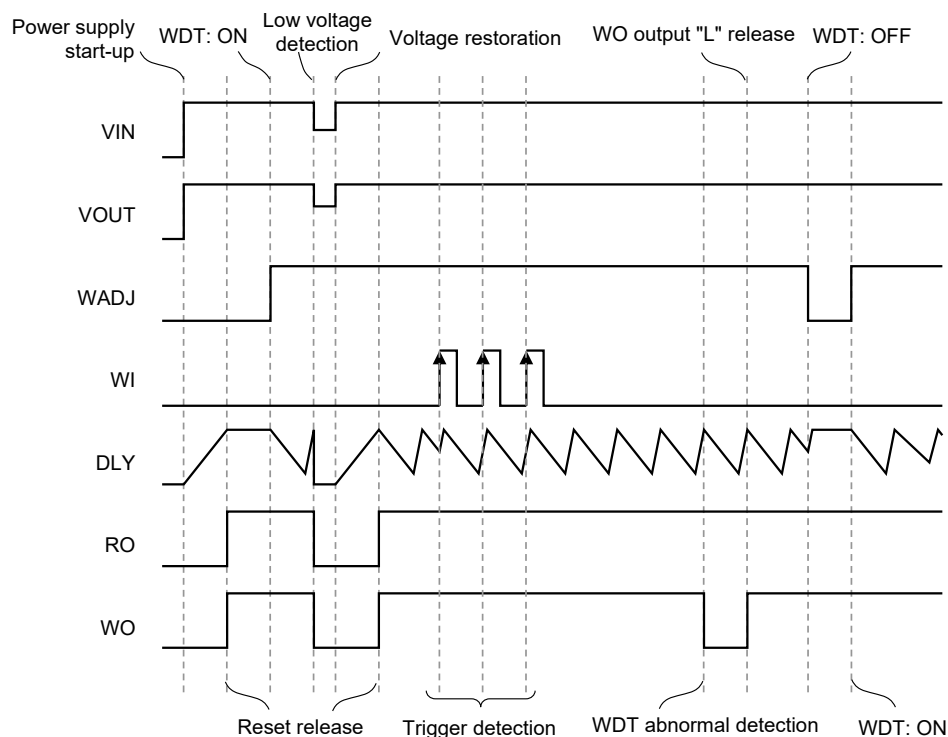 Power supply
start-up
WDT: ON
Low voltage
detection
Voltage restoration
WO output "L" release
WDT: OFF
VIN
VOUT
WADJ
WI
DLY
RO
WO
Reset release
Trigger detection
WDT abnormal detection
WDT: ON